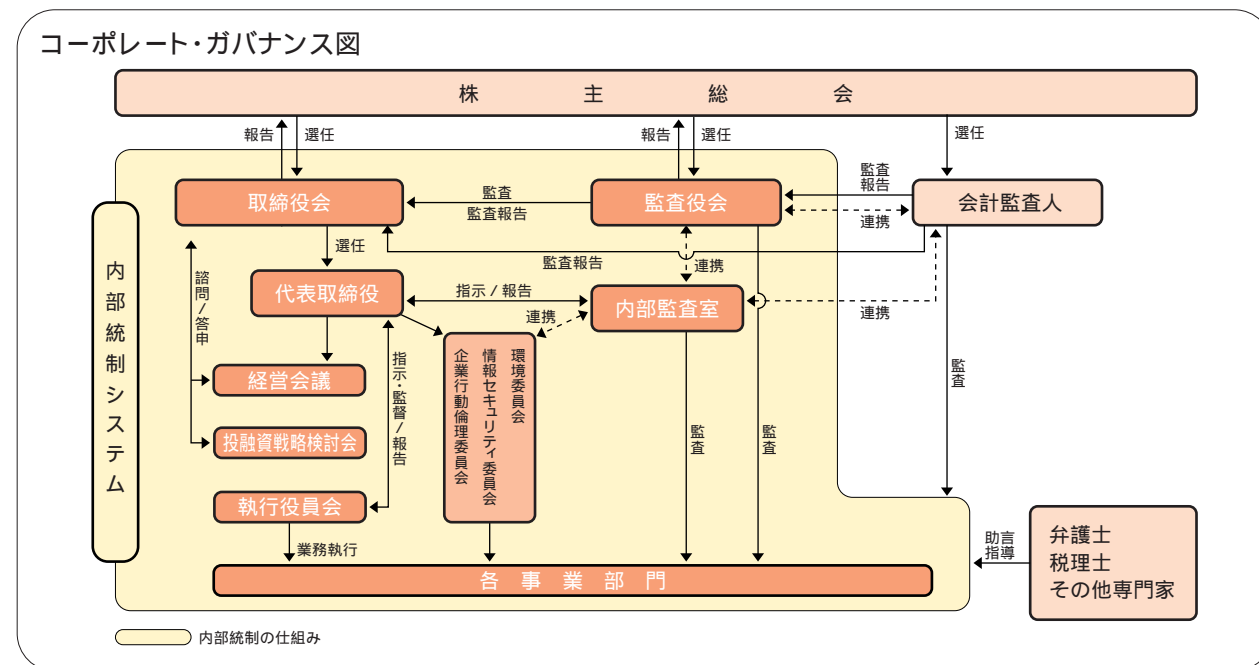 コーポレート・ガバナンス図
株主総会
報告
選任
報告
選任
選任
取締役会
監査
監査報告
監査役会
監査
報告
連携
会計監査人
内部統制システム
諮問/答申
選任
監査報告
連携
代表取締役
指示/報告
内部監査室
連携
連携
経営会議
指示・監督/報告
環境委員会
情報セキュリティ委員会
企業行動倫理委員会
監査
投融資戦略検討会
監査
監査
執行役員会
業務執行
各事業部門
助言
指導
弁護士
税理士
その他専門家
内部統制の仕組み